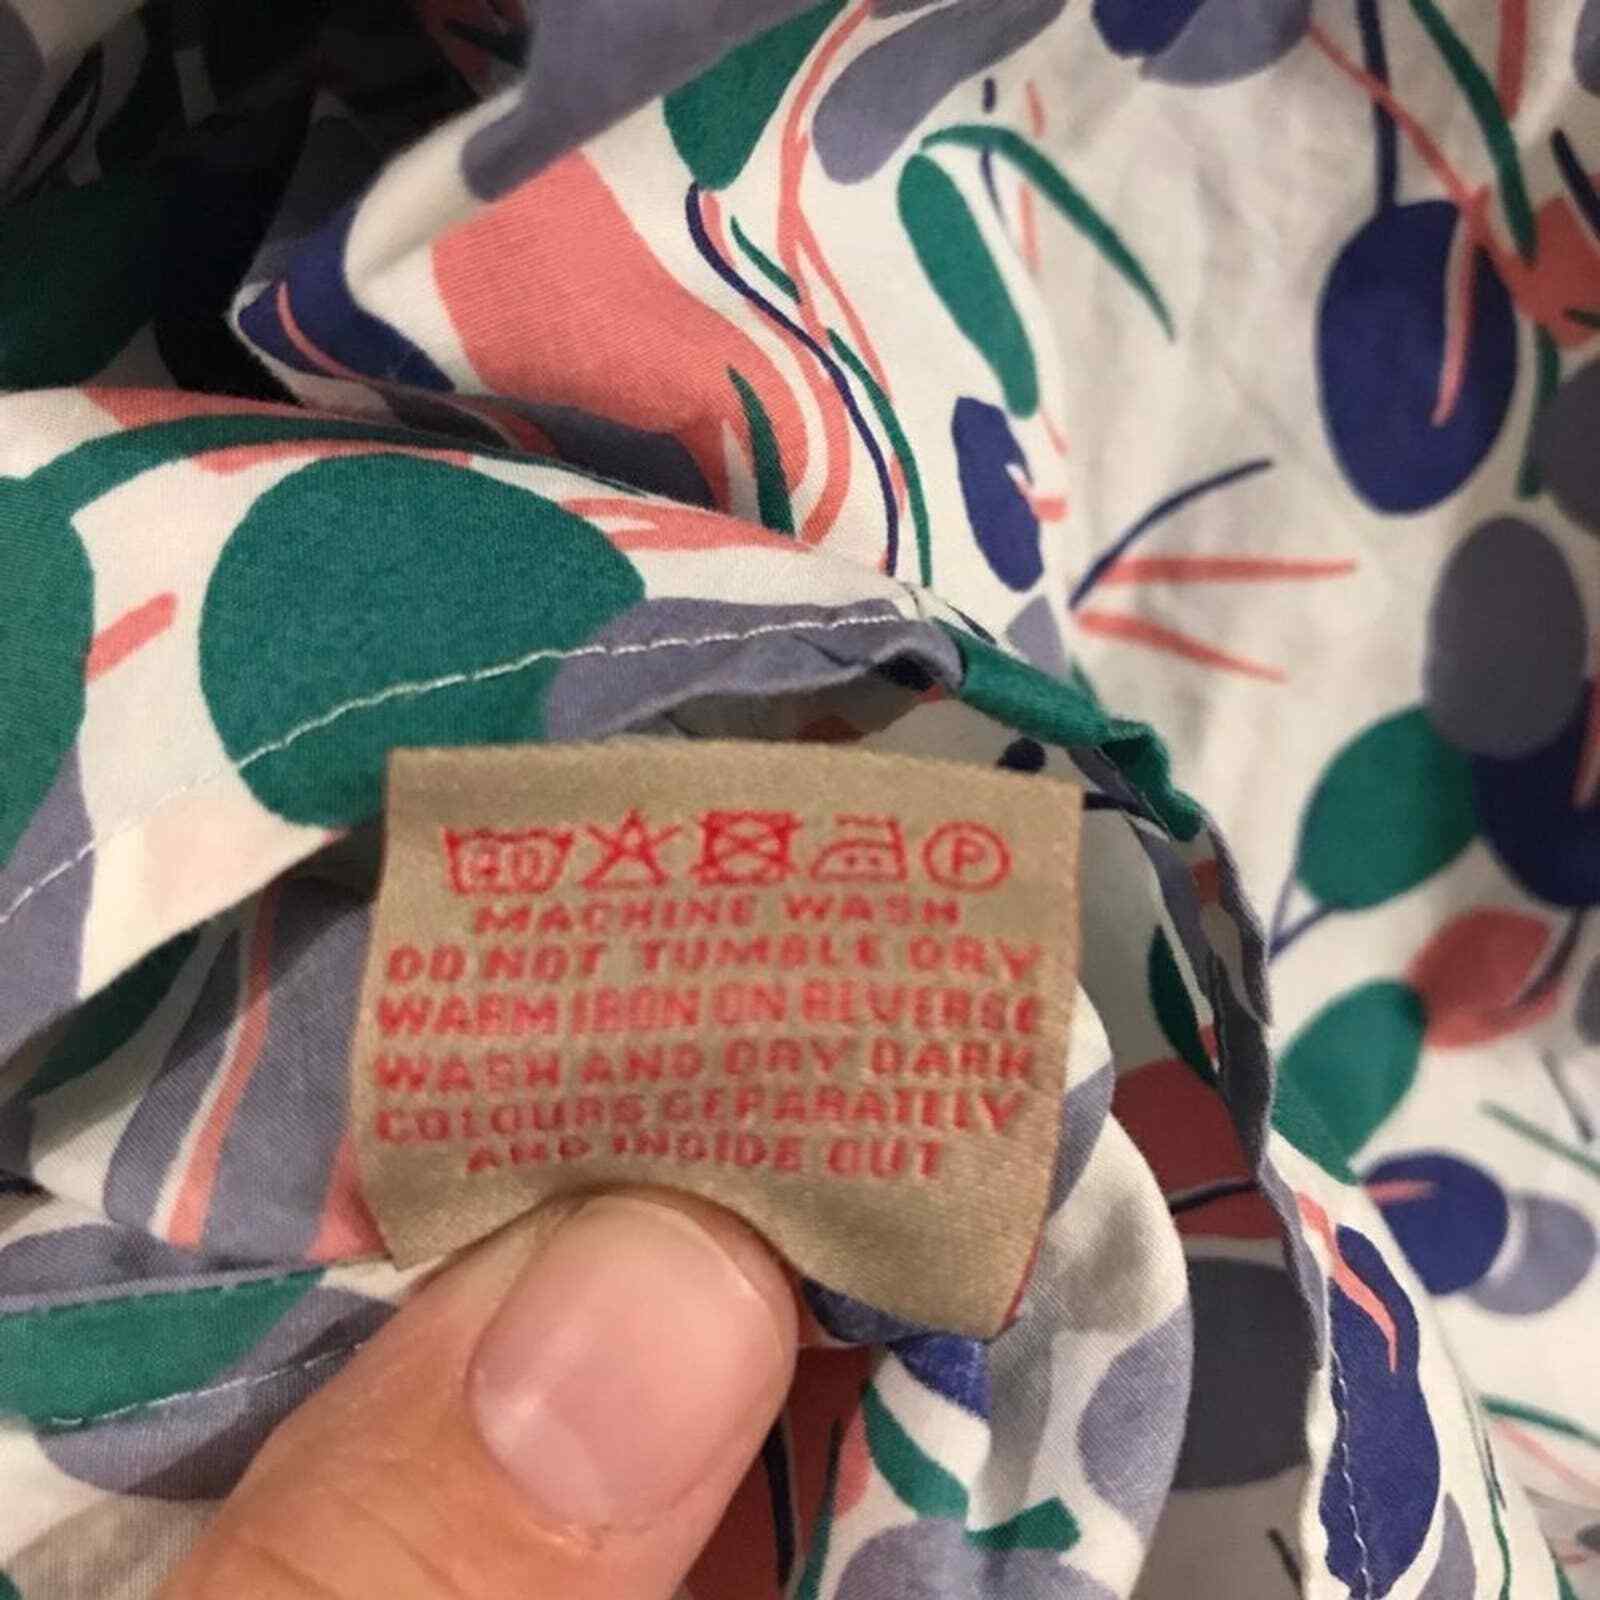 40 P
MACHINE WASH
DO NOT TUMBLE DRY
WARM IRON ON REVERSE
WASH AND DRY DARK
COLOURS SEPARATELY
AND INSIDE OUT